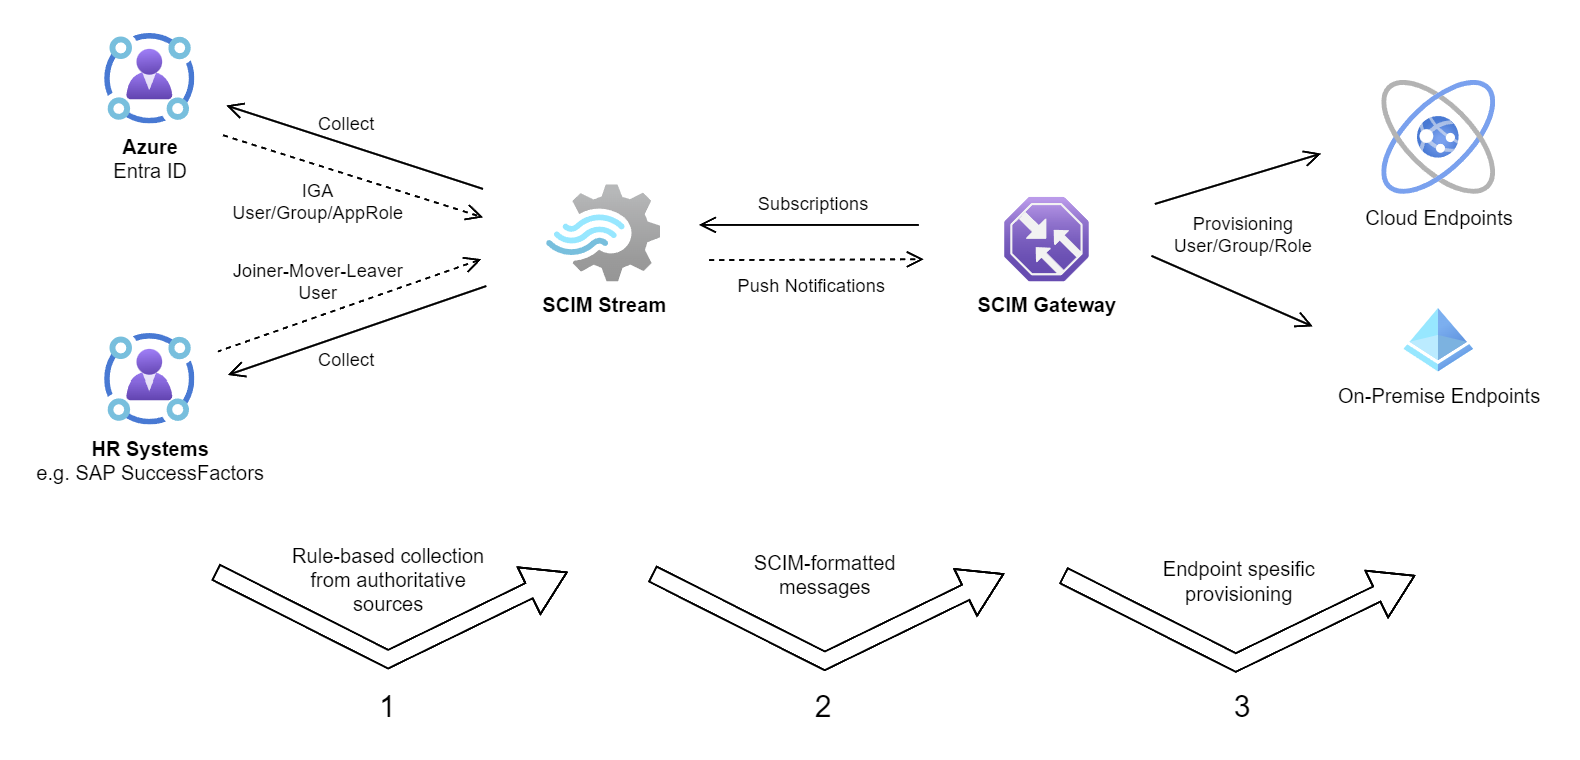 Azure
Entra ID
Collect
IGA
User/Group/AppRole
Joiner-Mover-Leaver
User
Collect
HR Systems
e.g. SAP SuccessFactors
SCIM Stream
Subscriptions
Push Notifications
SCIM Gateway
Provisioning
User/Group/Role
Cloud Endpoints
On-Premise Endpoints
Rule-based collection
from authoritative
sources
1
SCIM-formatted
messages
2
Endpoint spesific
provisioning
3